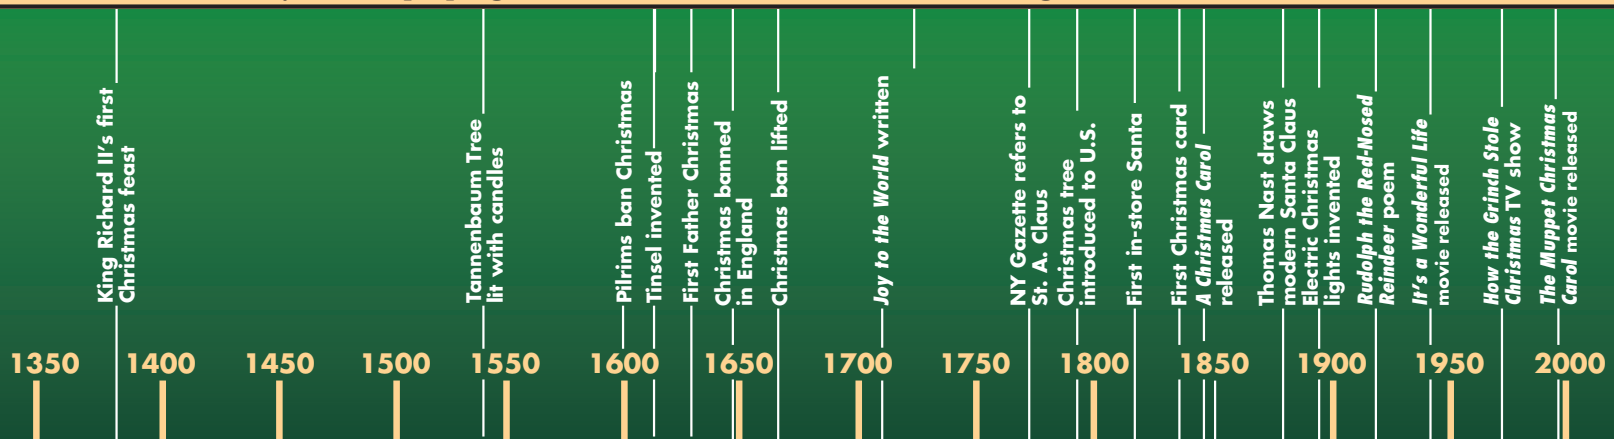 King Richard II's first
Christmas feast
Tannenbaum Tree
lit with candles
Pilrims ban Christmas
Tinsel invented
First Father Christmas
Christmas banned
in England
Christmas ban lifted
Joy to the World written
NY Gazette refers to
St. A. Claus
Christmas tree
introduced to U.S.
First in-store Santa
First Christmas card
A Christmas Carol
released
Thomas Nast draws
modern Santa Claus
Electric Christmas
lights invented
Rudolph the Red-Nosed
Reindeer poem
It's a Wonderful Life
movie released
How the Grinch Stole
Christmas TV show
The Muppet Christmas
Carol movie released
1350 1400 1450 1500 1550 1600 1650 1700 1750 1800 1850 1900 1950 2000